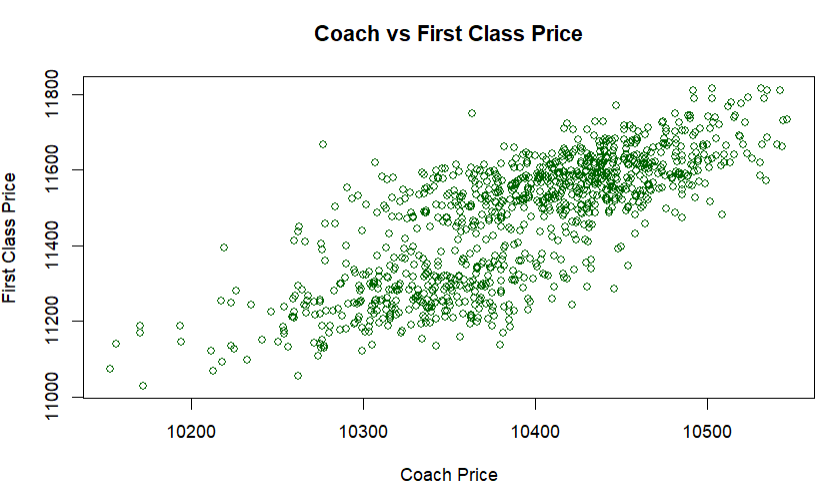 Coach vs First Class Price
First Class Price
11800
11600
11400
11200
11000
10200 10300 10400 10500
Coach Price